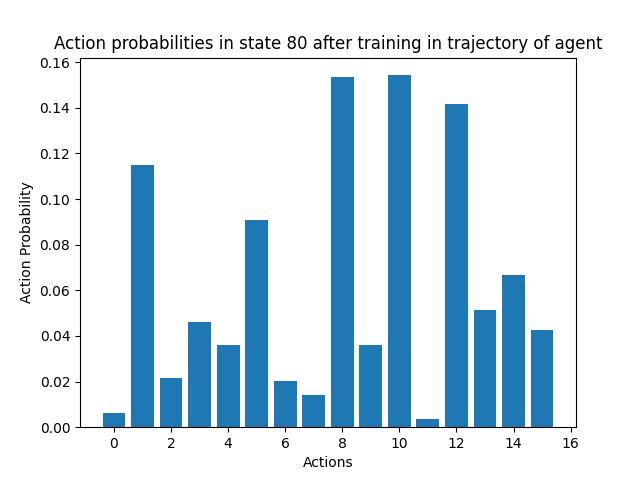 Action probabilities in state 80 after training in trajectory of agent
0.16
0.14
0.12
0.10
0.08
0.06
0.04
0.02
0.00
Action Probability
0 2 4 6 8 10 12 14 16
Actions